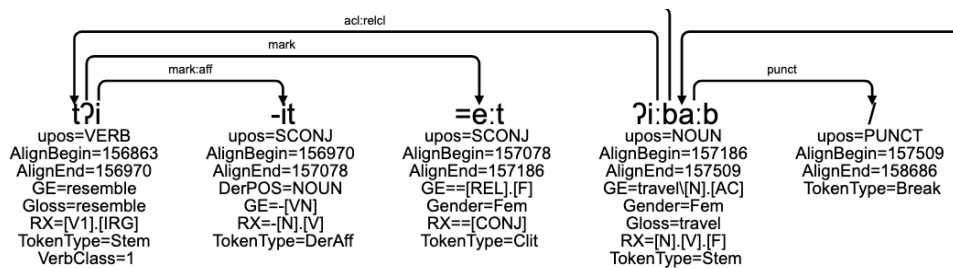 acl:relcl
mark
mark:aff
punct
tʔi -it =eːt ʔiːbaːb /
upos=VERB upos=SCONJ upos=SCONJ upos=NOUN upos=PUNCT
AlignBegin=156863 AlignBegin=156970 AlignBegin=157078 AlignBegin=157186 AlignBegin=157509
AlignEnd=156970 AlignEnd=157078 AlignEnd=157186 AlignEnd=157509 AlignEnd=158686
GE=resemble DerPOS=NOUN GE==[REL].[F] GE=travel\[N].[AC] TokenType=Break
Gloss=resemble GE=-[VN] Gender=Fem Gender=Fem
RX=[V1].[IRG] RX=-[N].[V] RX==[CONJ] Gloss=travel
TokenType=Stem TokenType=DerAff TokenType=Clit RX=[N].[V].[F]
VerbClass=1 TokenType=Stem